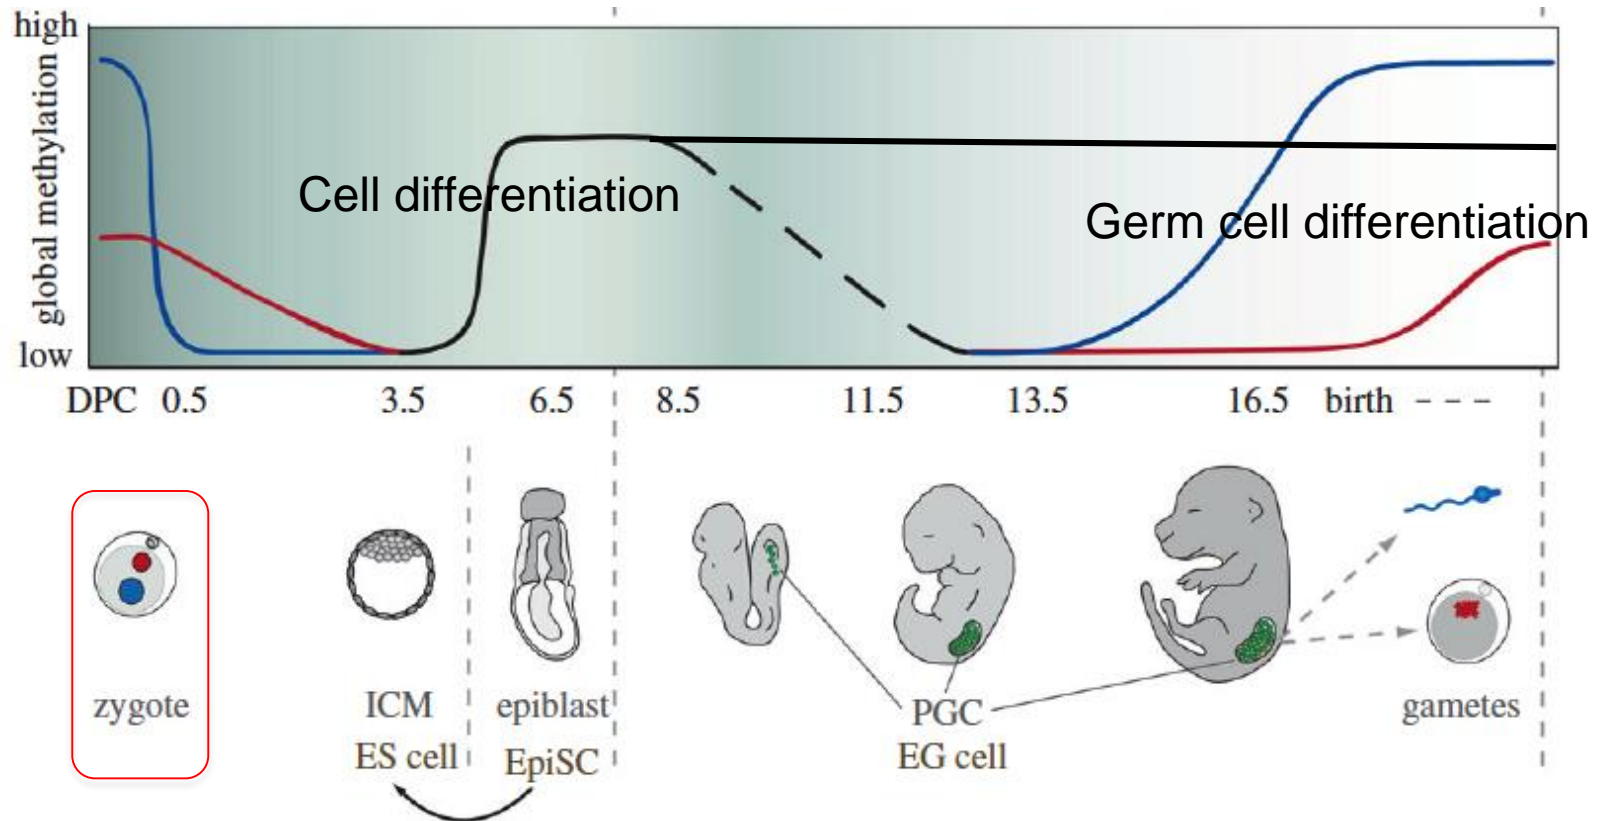 high
global methylation
low
Cell differentiation
Germ cell differentiation
DPC 0.5 3.5 6.5 8.5 11.5 13.5 16.5 birth - - -
zygote ICM epiblast PGC gametes
ES cell EpiSC EG cell